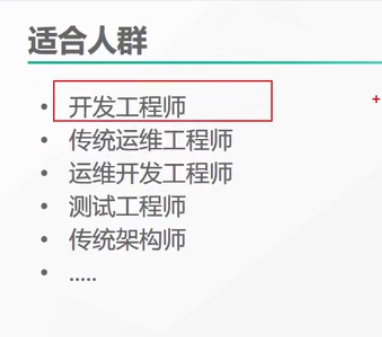 适合人群
• 开发工程师
• 传统运维工程师
• 运维开发工程师
• 测试工程师
• 传统架构师
• .....